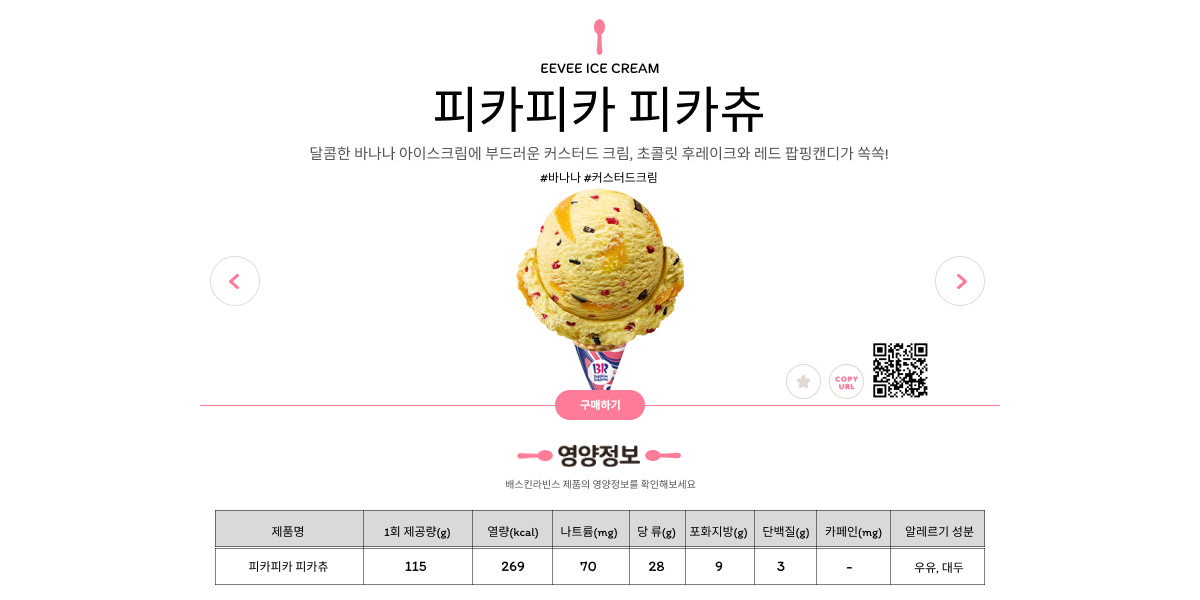 EEVEE ICE CREAM
피카피카 피카츄
달콤한 바나나 아이스크림에 부드러운 커스터드 크림, 초콜릿 후레이크와 레드 팝핑캔디가 쏙쏙!
#바나나 #커스터드크림
BR
baskin robbins
COPY
URL
구매하기
영양정보
배스킨라빈스 제품의 영양정보를 확인해보세요
제품명 1회 제공량(g) 열량(kcal) 나트륨(mg) 당 류(g) 포화지방(g) 단백질(g) 카페인(mg) 알레르기 성분
피카피카 피카츄 115 269 70 28 9 3 - 우유, 대두